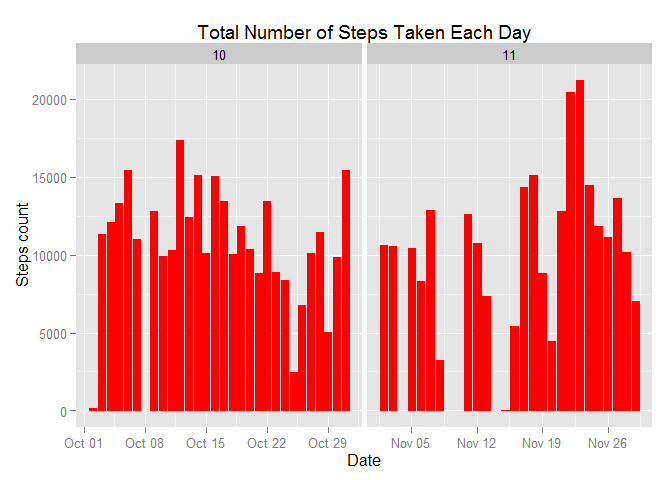 Total Number of Steps Taken Each Day
10
11
Steps count
20000
15000
10000
5000
0
Oct 01
Oct 08
Oct 15
Oct 22
Oct 29
Nov 05
Nov 12
Nov 19
Nov 26
Date